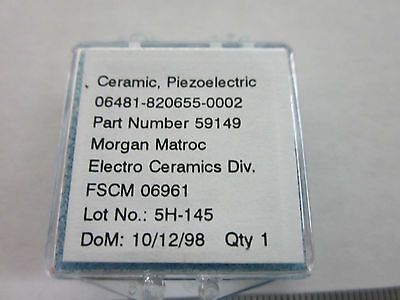 Ceramic, Piezoelectric
06481-820655-0002
Part Number 59149
Morgan Matroc
Electro Ceramics Div.
FSCM 06961
Lot No.: 5H-145
DoM: 10/12/98 Qty 1